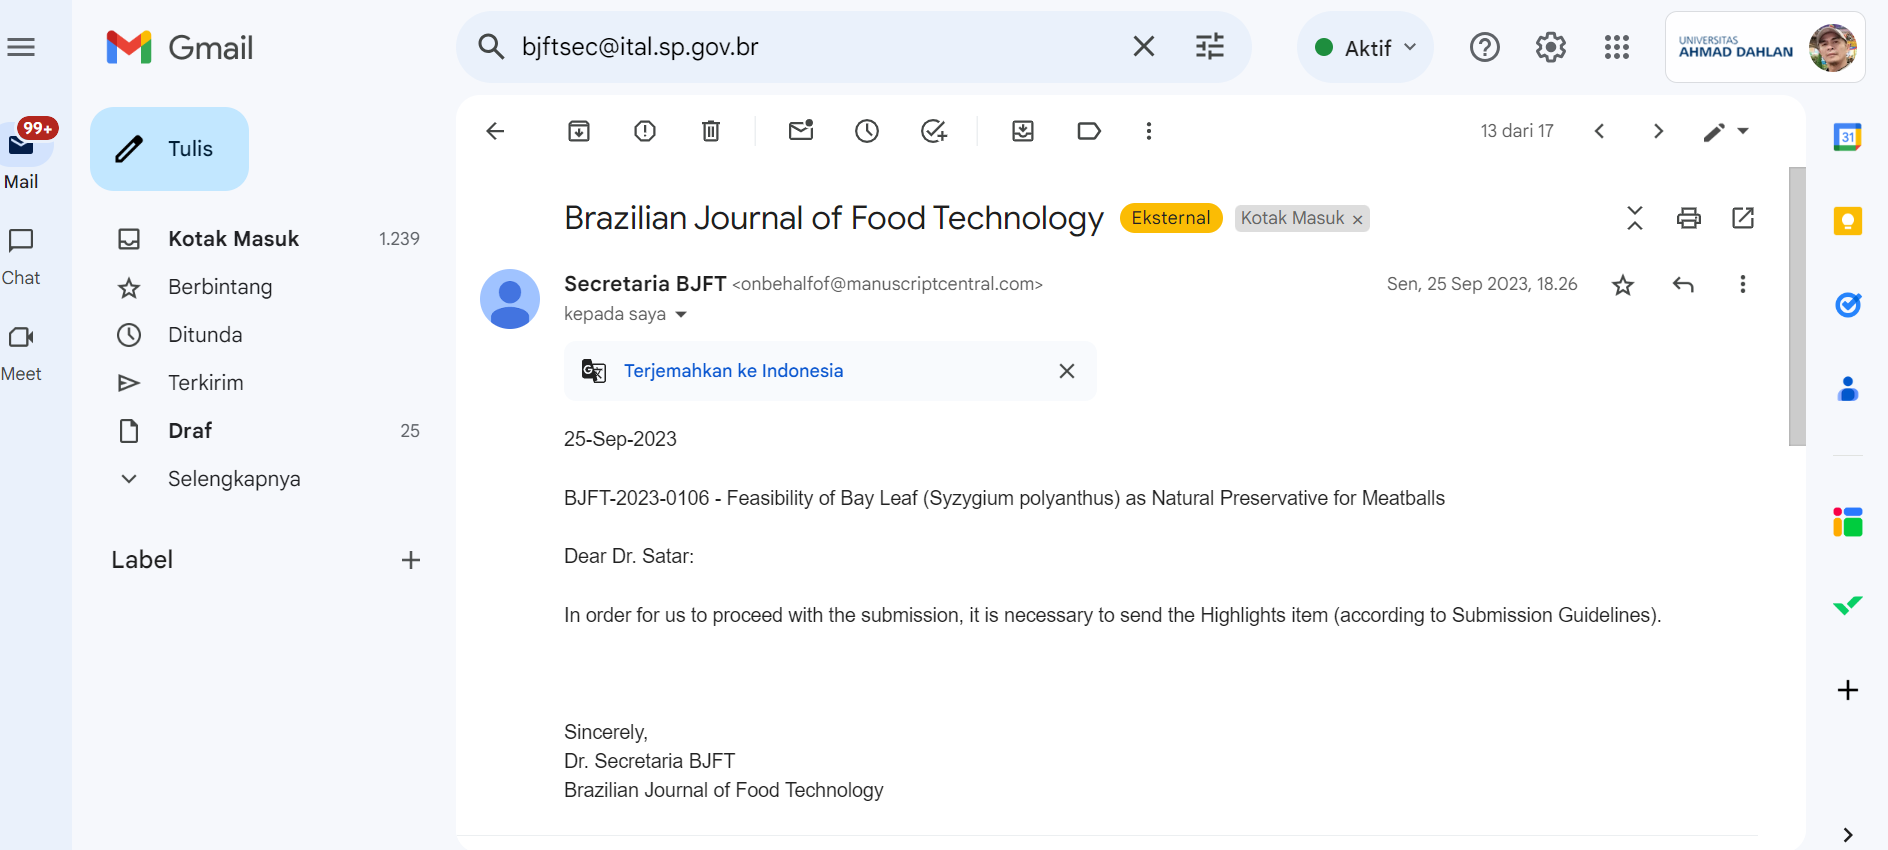 Gmail
bjftsec@ital.sp.gov.br
Aktif
UNIVERSITAS
AHMAD DAHLAN
99+
Mail
Chat
Meet
Tulis
Kotak Masuk 1.239
Berbintang
Ditunda
Terkirim
Draf 25
Selengkapnya
Label
13 dari 17
31
Brazilian Journal of Food Technology Eksternal Kotak Masuk
Secretaria BJFT <onbehalfof@manuscriptcentral.com> Sen, 25 Sep 2023, 18.26
kepada saya
Terjemahkan ke Indonesia
25-Sep-2023
BJFT-2023-0106 - Feasibility of Bay Leaf (Syzygium polyanthus) as Natural Preservative for Meatballs
Dear Dr. Satar:
In order for us to proceed with the submission, it is necessary to send the Highlights item (according to Submission Guidelines).
Sincerely,
Dr. Secretaria BJFT
Brazilian Journal of Food Technology